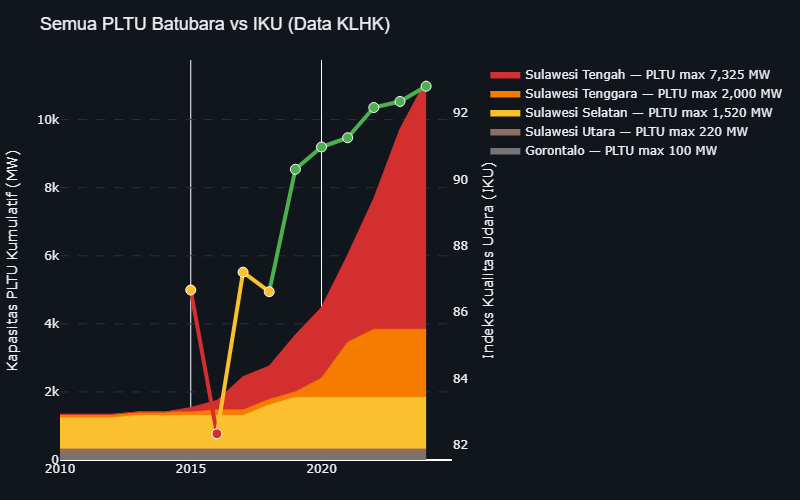 Semua PLTU Batubara vs IKU (Data KLHK)
Sulawesi Tengah — PLTU max 7,325 MW
Sulawesi Tenggara — PLTU max 2,000 MW
Sulawesi Selatan — PLTU max 1,520 MW
Sulawesi Utara — PLTU max 220 MW
Gorontalo — PLTU max 100 MW
Kapasitas PLTU Kumulatif (MW)
10k
8k
6k
4k
2k
0
2010
2015
2020
92
90
88
86
84
82
Indeks Kualitas Udara (IKU)